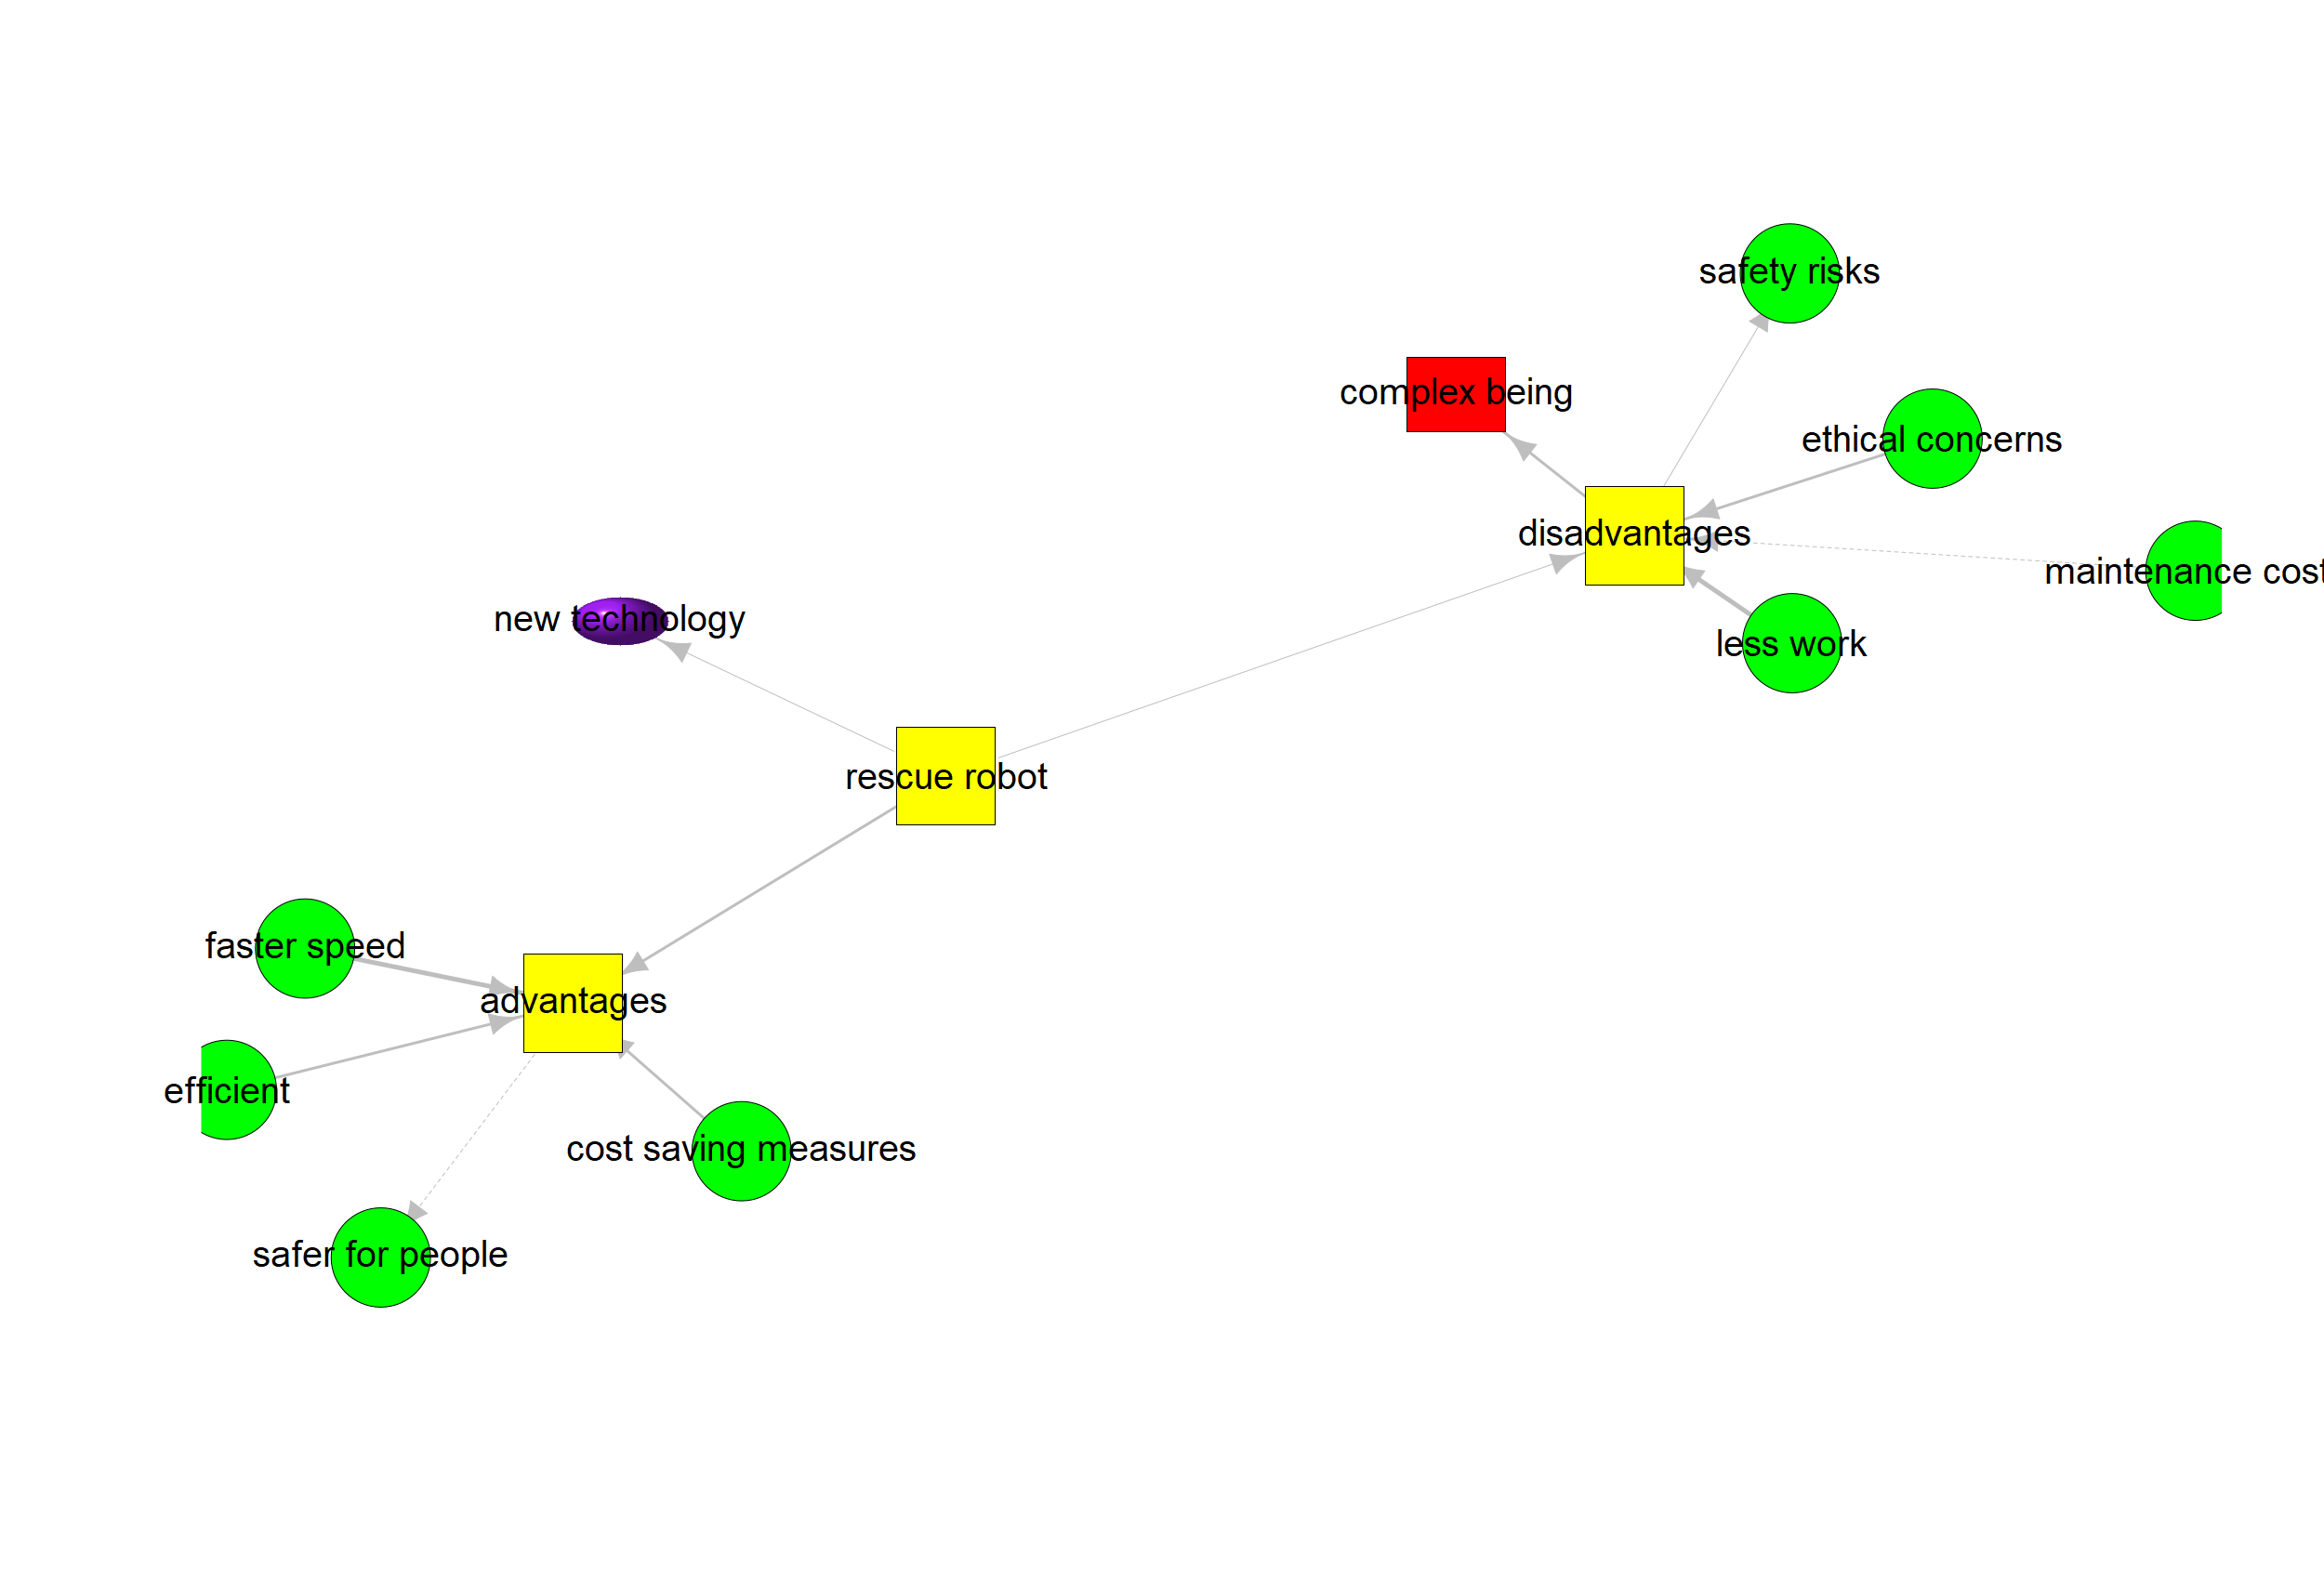 safety risks
complex being
ethical concerns
disadvantages
maintenance cost
new technology
less work
rescue robot
faster speed
advantages
efficient
cost saving measures
safer for people